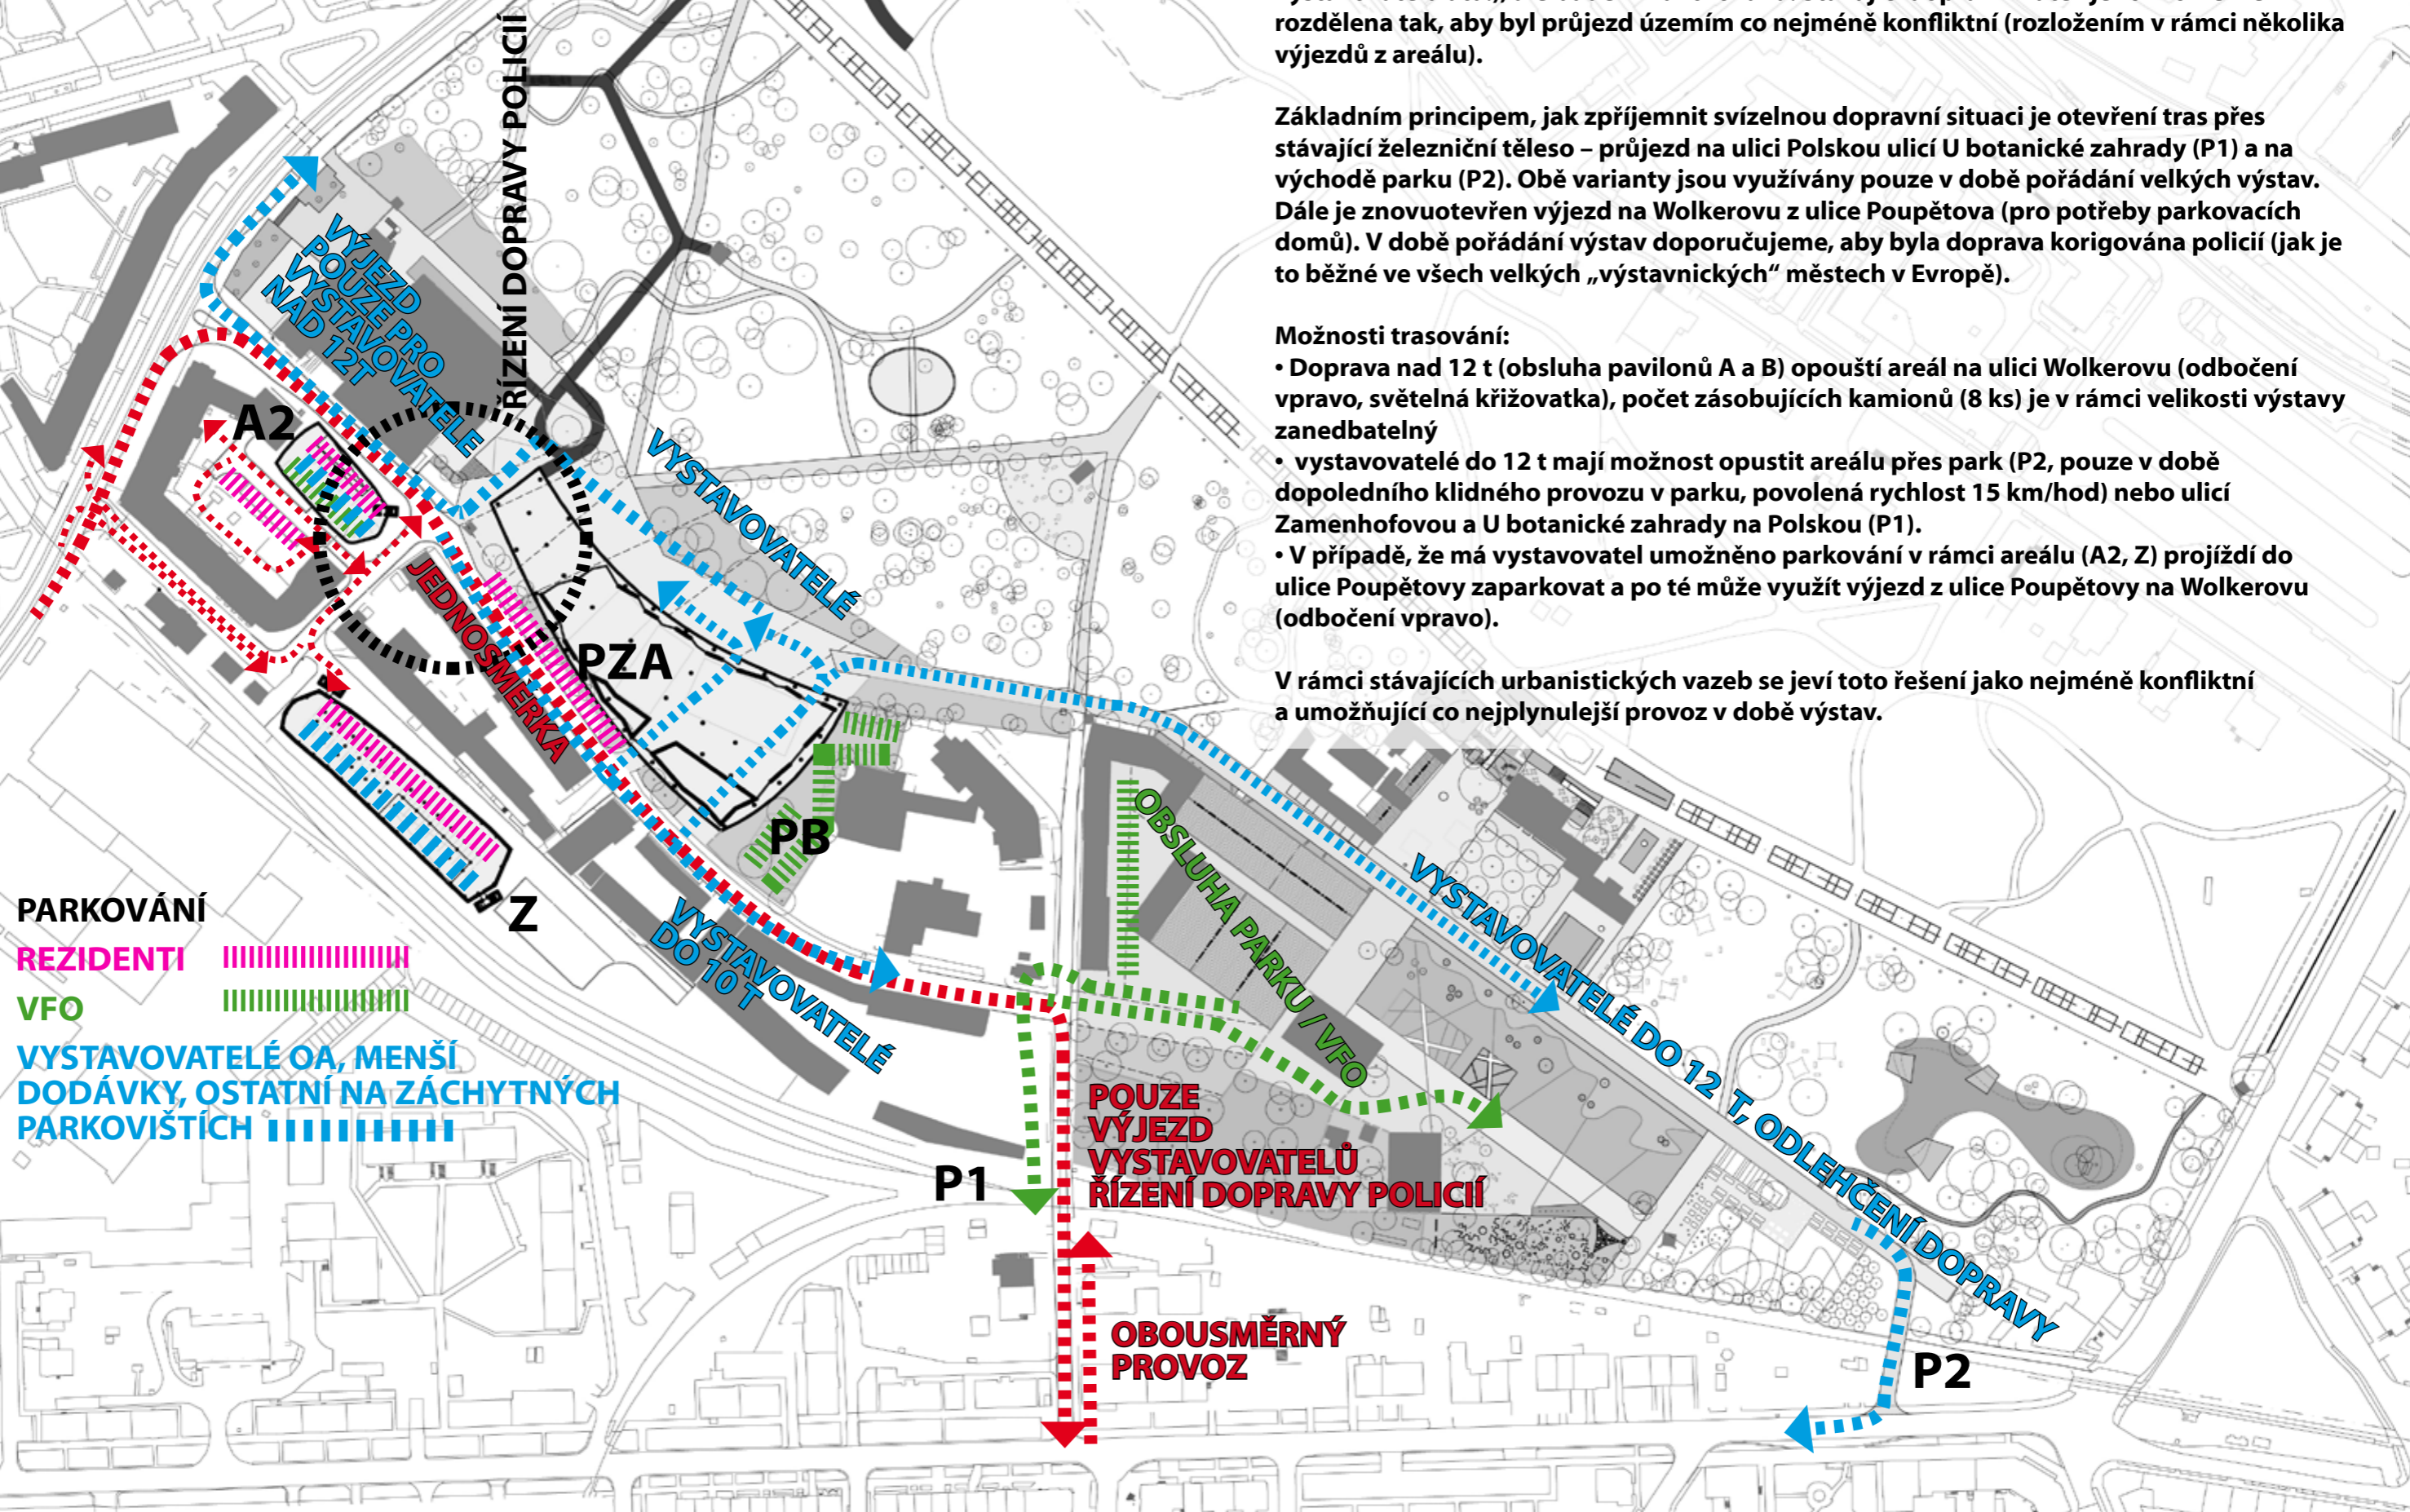 rozdělena tak, aby byl průjezd územím co nejméně konfliktní (rozložením v rámci několika
výjezdů z areálu).
Základním principem, jak zpříjemnit svízelnou dopravní situaci je otevření tras přes
stávající železniční těleso – průjezd na ulici Polskou ulicí U botanické zahrady (P1) a na
východě parku (P2). Obě varianty jsou využívány pouze v době pořádání velkých výstav.
Dále je znovuotevřen výjezd na Wolkerovu z ulice Poupětova (pro potřeby parkovacích
domů). V době pořádání výstav doporučujeme, aby byla doprava korigována policií (jak je
to běžné ve všech velkých „výstavnických“ městech v Evropě).
Možnosti trasování:
• Doprava nad 12 t (obsluha pavilonů A a B) opouští areál na ulici Wolkerovu (odbočení
vpravo, světelná křižovatka), počet zásobujících kamionů (8 ks) je v rámci velikosti výstavy
zanedbatelný
• vystavovatelé do 12 t mají možnost opustit areálu přes park (P2, pouze v době
dopoledního klidného provozu v parku, povolená rychlost 15 km/hod) nebo ulicí
Zamenhofovou a U botanické zahrady na Polskou (P1).
• V případě, že má vystavovatel umožněno parkování v rámci areálu (A2, Z) projíždí do
ulice Poupětovy zaparkovat a po té může využít výjezd z ulice Poupětovy na Wolkerovu
(odbočení vpravo).
V rámci stávajících urbanistických vazeb se jeví toto řešení jako nejméně konfliktní
a umožňující co nejplynulejší provoz v době výstav.
ŘÍZENÍ DOPRAVY POLICIÍ
VÝJEZD
POUZE PRO
VYSTAVOVATELE
NAD 12T
A2
VYSTAVOVATELÉ
JEDNOSMĚRKA
PZA
PB
Z
VYSTAVOVATELÉ
DO 10 T
OBSLUHA PARKU / VFO
VYSTAVOVATELÉ DO 12 T, ODLEHČENÍ DOPRAVY
PARKOVÁNÍ
REZIDENTI
VFO
VYSTAVOVATELÉ OA, MENŠÍ
DODÁVKY, OSTATNÍ NA ZÁCHYTNÝCH
PARKOVIŠTÍCH
P1
POUZE
VÝJEZD
VYSTAVOVATELŮ
ŘÍZENÍ DOPRAVY POLICIÍ
OBOUSMĚRNÝ
PROVOZ
P2